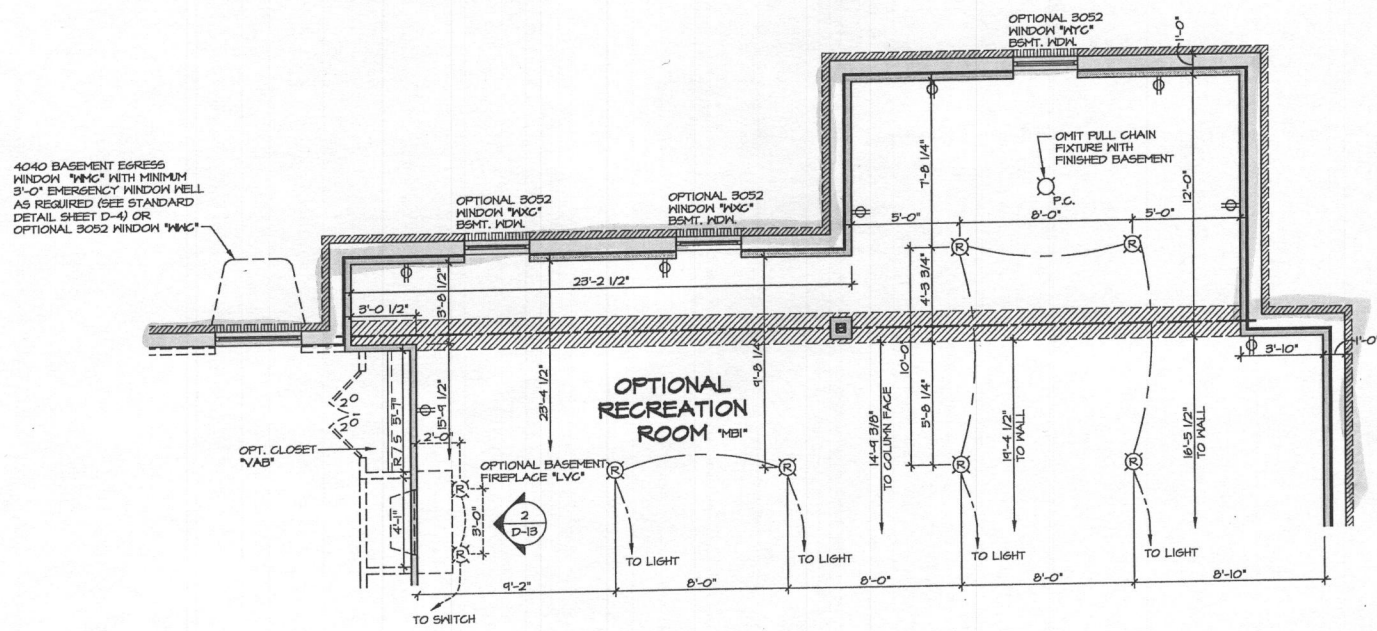 OPTIONAL 3052
WINDOW "WYC"
BSMT. WDW.
1'-0"
4040 BASEMENT EGRESS
WINDOW "WMC" WITH MINIMUM
3'-0" EMERGENCY WINDOW WELL
AS REQUIRED (SEE STANDARD
DETAIL SHEET D-4) OR
OPTIONAL 3052 WINDOW "WWC"
OPTIONAL 3052
WINDOW "WXC"
BSMT. WDW.
OPTIONAL 3052
WINDOW "WXC"
BSMT. WDW.
OMIT PULL CHAIN
FIXTURE WITH
FINISHED BASEMENT
P.C.
7'-8 1/4"
12'-0"
5'-0"
8'-0"
5'-0"
R
R
23'-2 1/2"
3'-8 1/2"
3'-0 1/2"
4'-3 3/4"
10'-0"
5'-8 1/4"
9'-8 1/4"
3'-10"
1'-0"
OPTIONAL
RECREATION
ROOM "MB1"
23'-4 1/2"
15'-9 1/2"
14'-9 3/8"
TO COLUMN FACE
19'-4 1/2"
TO WALL
16'-5 1/2"
TO WALL
OPT. CLOSET
"VAB"
5'-7"
2'-0"
OPTIONAL BASEMENT
FIREPLACE "LVC"
R
R
R
R
R
R
4'-1"
3'-0"
2
D-13
TO LIGHT
TO LIGHT
TO LIGHT
TO LIGHT
9'-2"
8'-0"
8'-0"
8'-0"
8'-10"
TO SWITCH